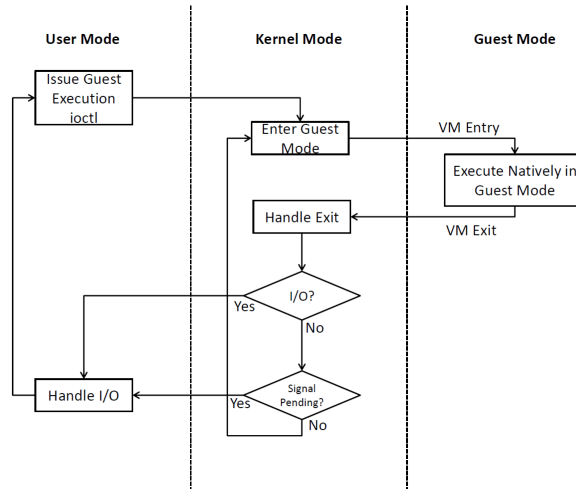 User Mode
Kernel Mode
Guest Mode
Issue Guest
Execution
ioctl
Enter Guest
Mode
VM Entry
Execute Natively in
Guest Mode
Handle Exit
VM Exit
I/O?
Yes
No
Handle I/O
Signal
Pending?
Yes
No